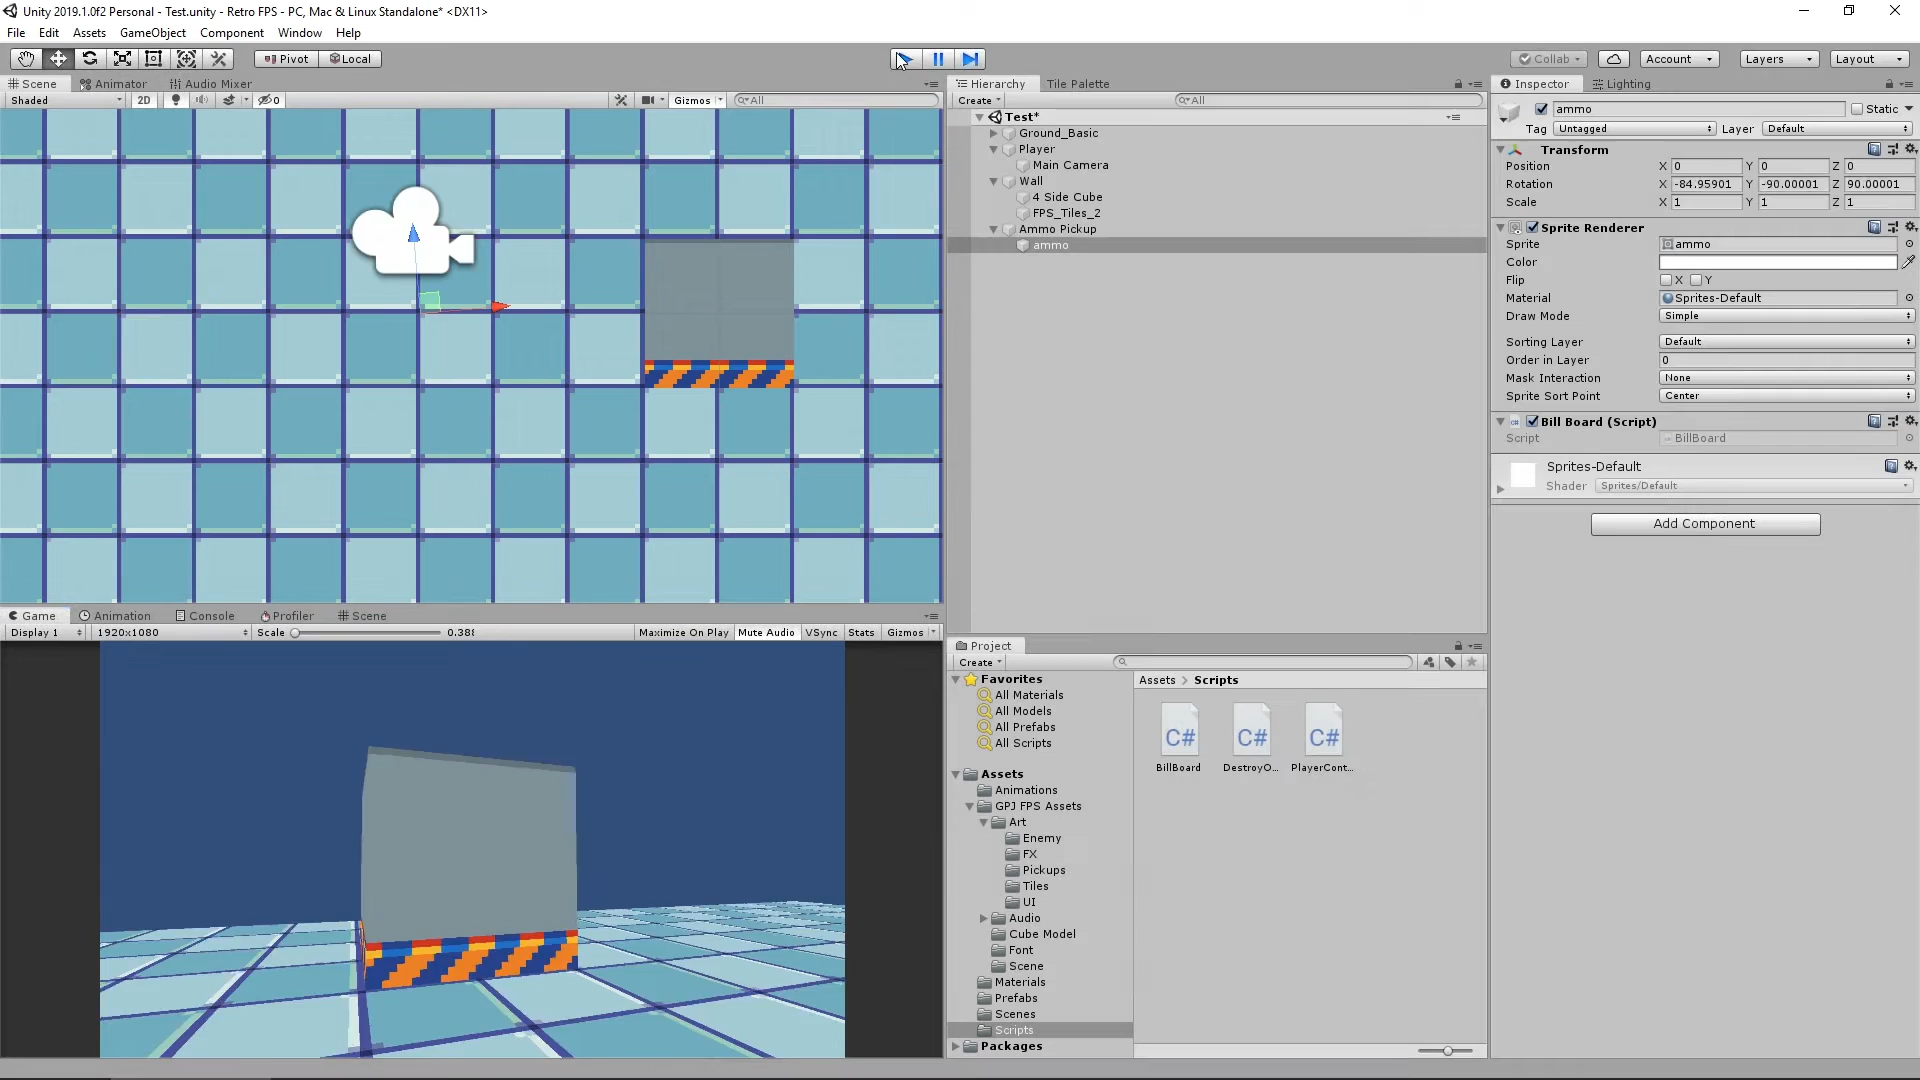 Unity 2019.1.0f2 Personal - Test.unity - Retro FPS - PC, Mac & Linux Standalone* <DX11>
File Edit Assets GameObject Component Window Help
Pivot Local
Collab Account Layers Layout
Scene Animator Audio Mixer
Shaded 2D 0 Gizmos All
Hierarchy Tile Palette
Create All
Test*
Ground_Basic
Player
Main Camera
Wall
4 Side Cube
FPS_Tiles_2
Ammo Pickup
ammo
Inspector Lighting
ammo Static
Tag Untagged Layer Default
Transform
Position X 0 Y 0 Z 0
Rotation X -84.95901 Y -90.00001 Z 90.00001
Scale X 1 Y 1 Z 1
Sprite Renderer
Sprite ammo
Color
Flip X Y
Material Sprites-Default
Draw Mode Simple
Sorting Layer Default
Order in Layer 0
Mask Interaction None
Sprite Sort Point Center
Bill Board (Script)
Script BillBoard
Sprites-Default
Shader Sprites/Default
Add Component
Game Animation Console Profiler Scene
Display 1 1920x1080 Scale Maximize On Play Mute Audio VSync Stats Gizmos
Project
Create
Favorites
All Materials
All Models
All Prefabs
All Scripts
Assets
Animations
GPJ FPS Assets
Art
Enemy
FX
Pickups
Tiles
UI
Audio
Cube Model
Font
Scene
Materials
Prefabs
Scenes
Scripts
Packages
Assets > Scripts
C# C# C#
BillBoard DestroyO... PlayerCont...